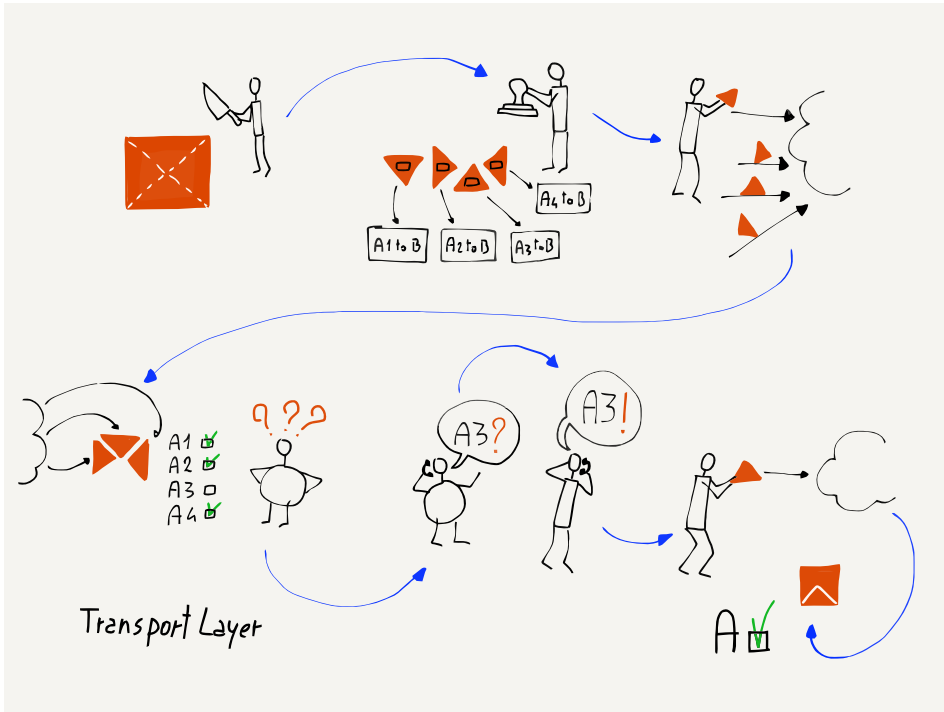 A4 to B
A1 to B
A2 to B
A3 to B
A1
A2
A3
A4
???
A3?
A3!
Transport Layer
A